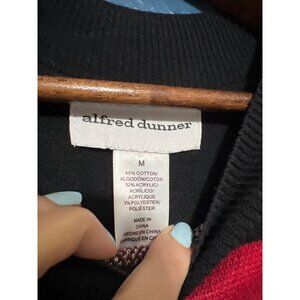 alfred dunner
M
65% COTTON/
ALGODÓN/COTON
32% ACRYLIC/
ACRÍLICO/
ACRYLIQUE
3% POLYESTER/
POLIÉSTER
MADE IN
CHINA
HECHO EN CHINA
FABRIQUÉ EN CHINE